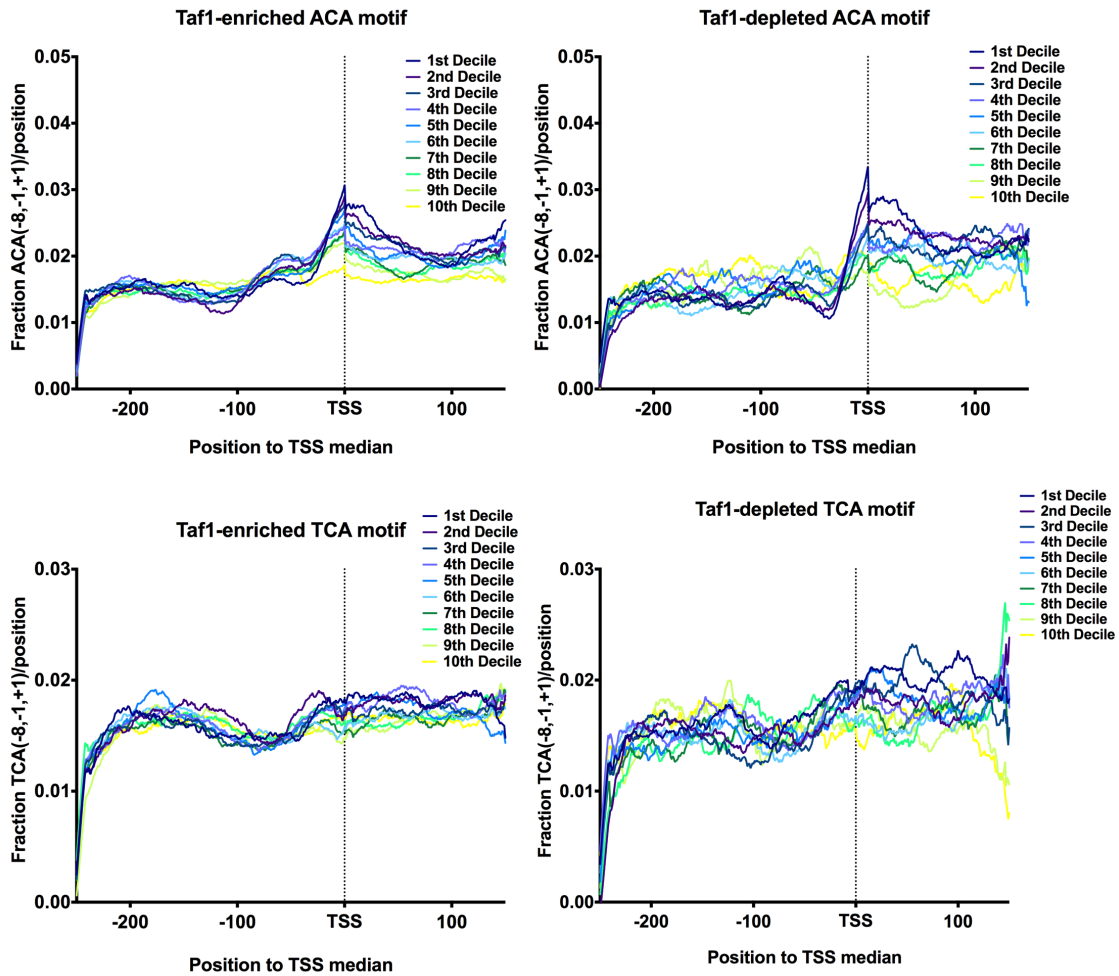 Taf1-enriched ACA motif
Fraction ACA(-8,-1,+1)/position
0.05
0.04
0.03
0.02
0.01
0.00
-200
-100
TSS
100
Position to TSS median
1st Decile
2nd Decile
3rd Decile
4th Decile
5th Decile
6th Decile
7th Decile
8th Decile
9th Decile
10th Decile
Taf1-depleted ACA motif
Fraction ACA(-8,-1,+1)/position
0.05
0.04
0.03
0.02
0.01
0.00
-200
-100
TSS
100
Position to TSS median
1st Decile
2nd Decile
3rd Decile
4th Decile
5th Decile
6th Decile
7th Decile
8th Decile
9th Decile
10th Decile
Taf1-enriched TCA motif
Fraction TCA(-8,-1,+1)/position
0.03
0.02
0.01
0.00
-200
-100
TSS
100
Position to TSS median
1st Decile
2nd Decile
3rd Decile
4th Decile
5th Decile
6th Decile
7th Decile
8th Decile
9th Decile
10th Decile
Taf1-depleted TCA motif
Fraction TCA(-8,-1,+1)/position
0.03
0.02
0.01
0.00
-200
-100
TSS
100
Position to TSS median
1st Decile
2nd Decile
3rd Decile
4th Decile
5th Decile
6th Decile
7th Decile
8th Decile
9th Decile
10th Decile